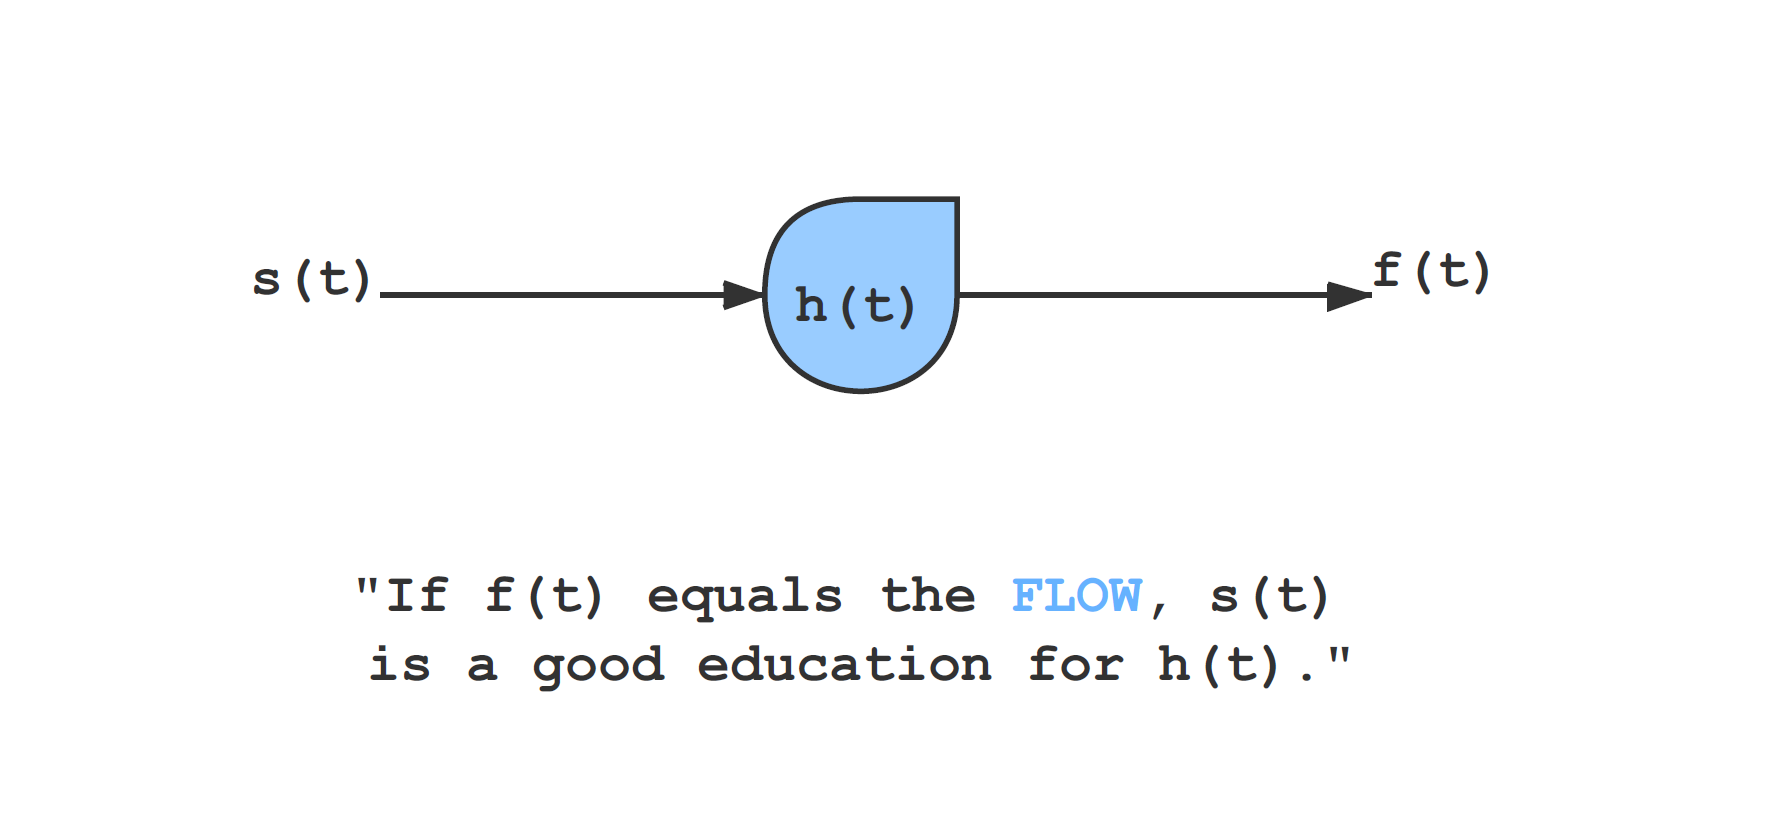 s(t)
h(t)
f(t)
"If f(t) equals the FLOW, s(t)
is a good education for h(t)."